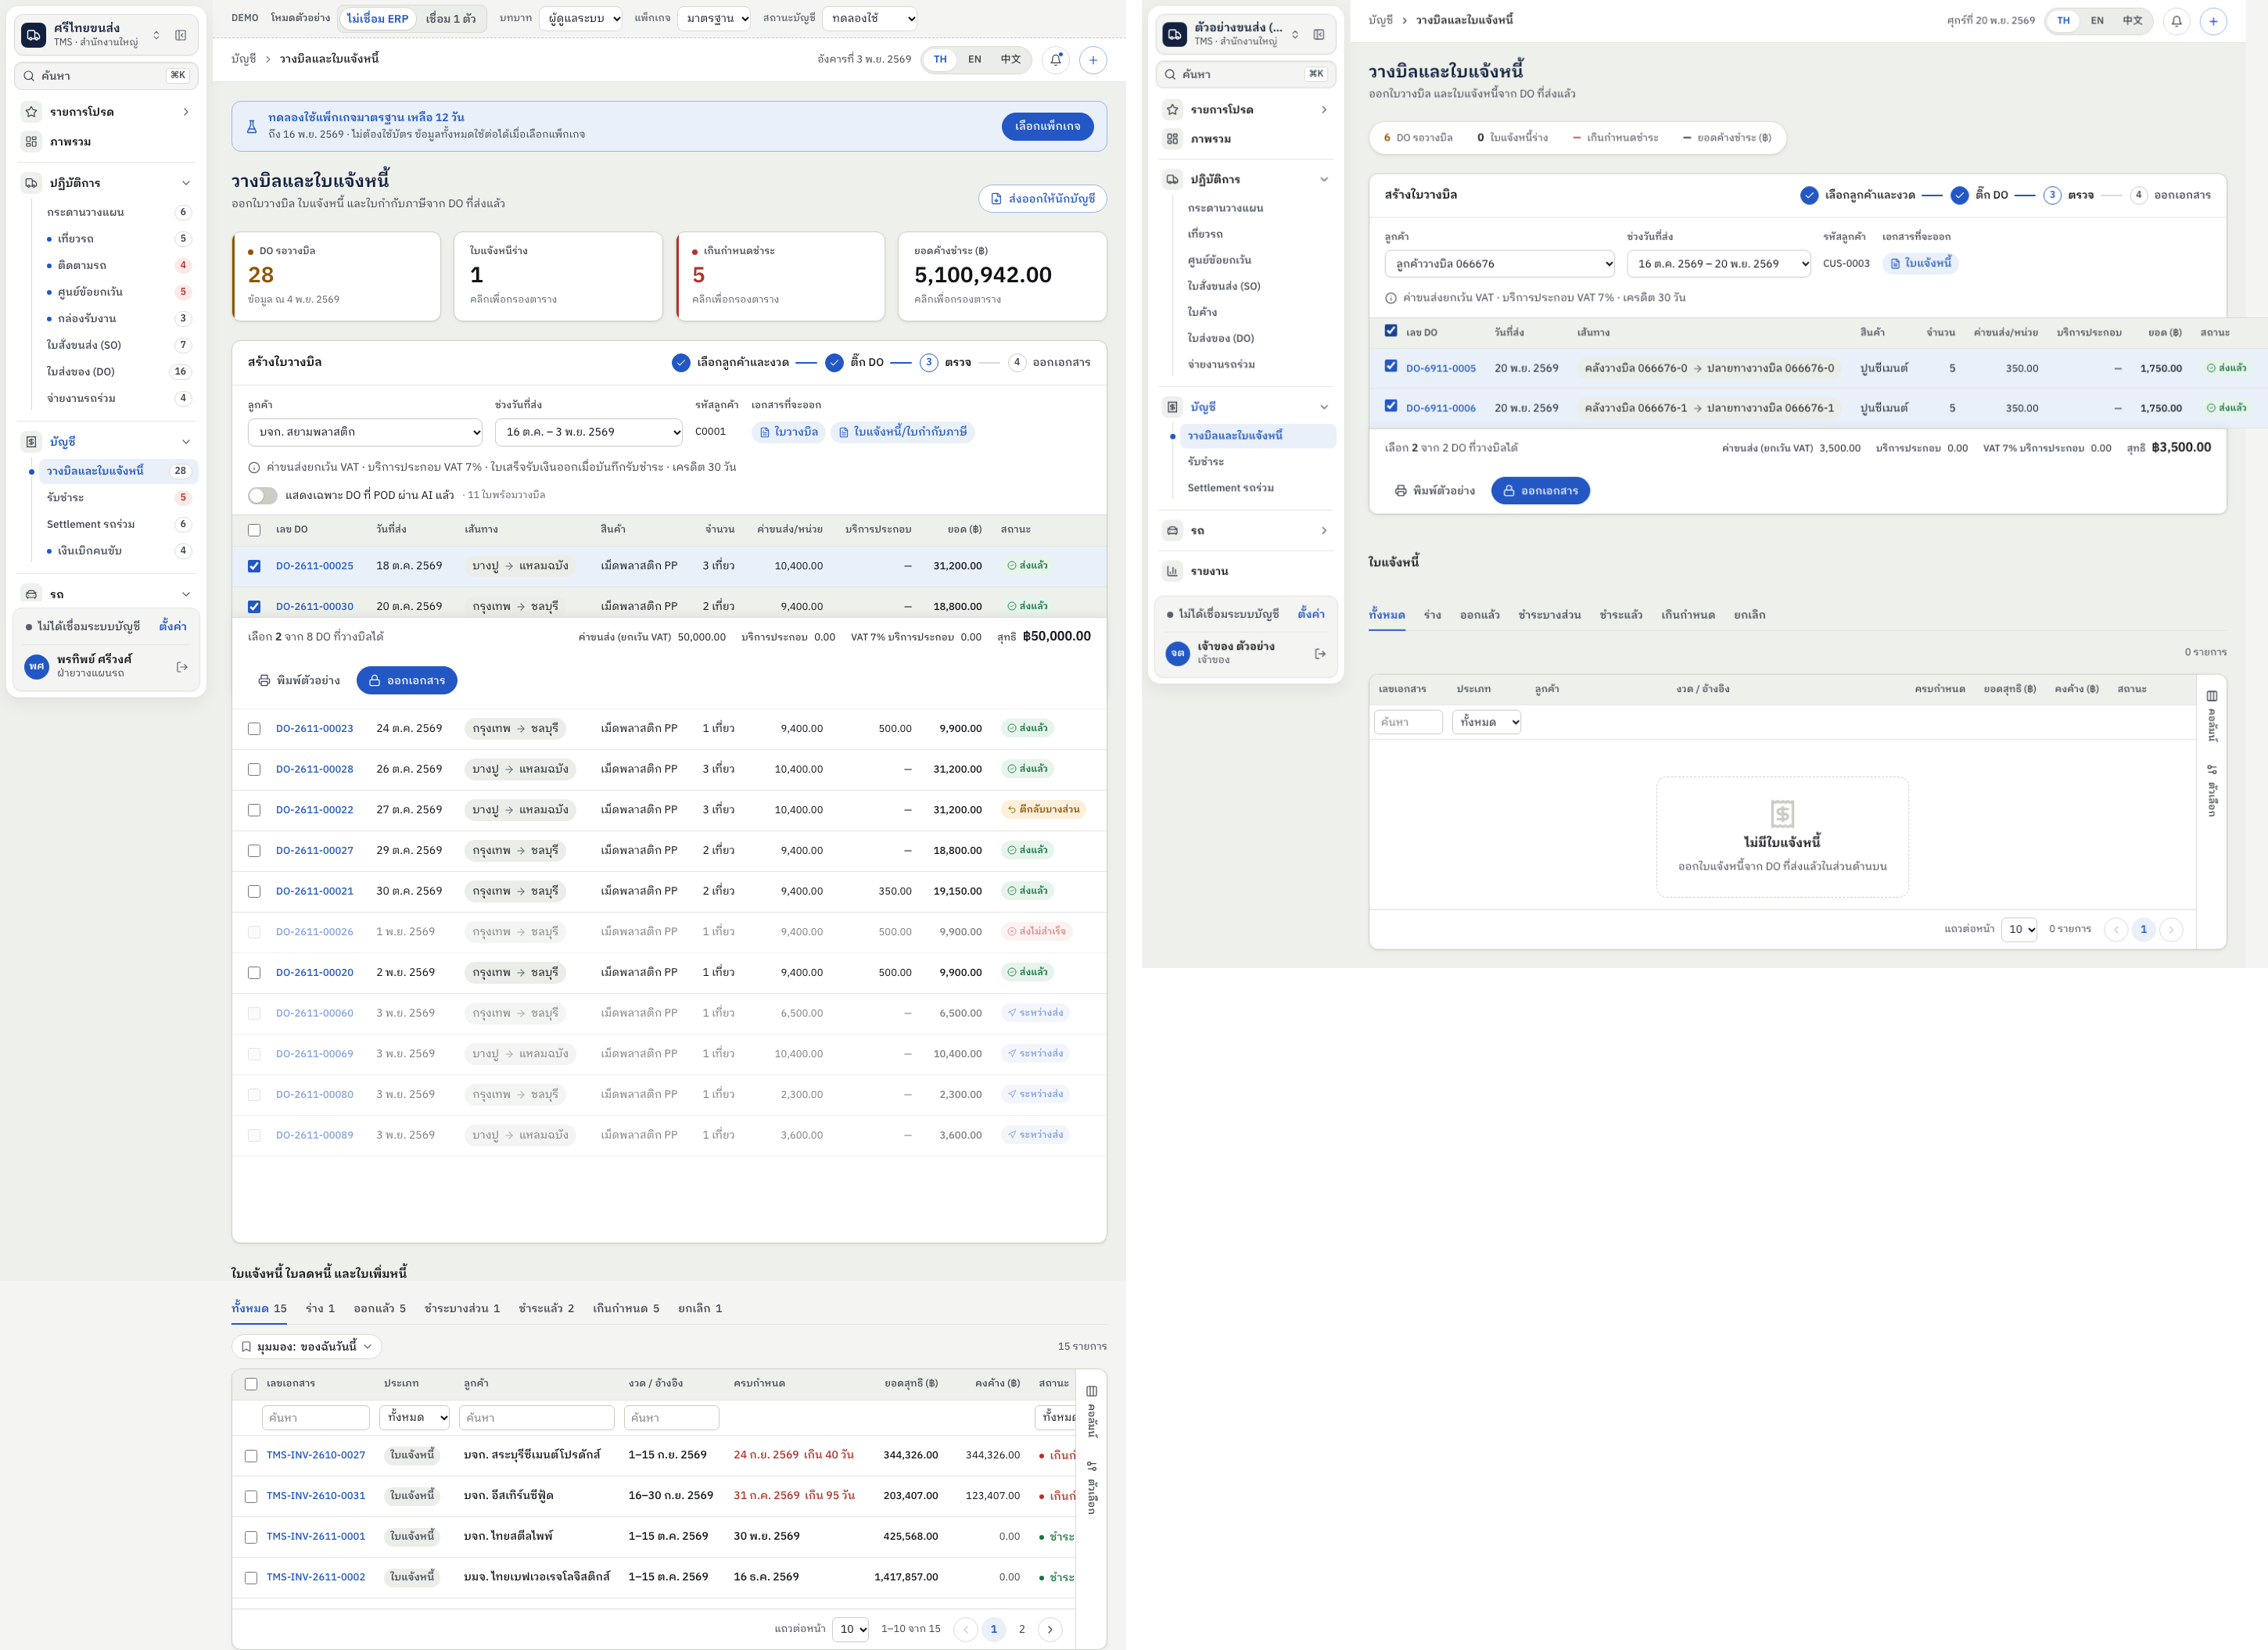 ศรีไทยขนส่ง
TMS · สำนักงานใหญ่
ค้นหา ⌘K
รายการโปรด
ภาพรวม
ปฏิบัติการ
กระดานวางแผน 6
เที่ยวรถ 5
ติดตามรถ 4
ศูนย์ข้อยกเว้น 5
กล่องรับงาน 3
ใบสั่งขนส่ง (SO) 7
ใบส่งของ (DO) 16
จ่ายงานรถร่วม 4
บัญชี
วางบิลและใบแจ้งหนี้ 28
รับชำระ 5
Settlement รถร่วม 6
เงินเบิกคนขับ 4
รถ
ไม่ได้เชื่อมระบบบัญชี ตั้งค่า
พศ พรทิพย์ ศรีวงศ์
ฝ่ายวางแผนรถ
DEMO โหมดตัวอย่าง ไม่เชื่อม ERP เชื่อม 1 ตัว บทบาท ผู้ดูแลระบบ แพ็กเกจ มาตรฐาน สถานะบัญชี ทดลองใช้
บัญชี > วางบิลและใบแจ้งหนี้ อังคารที่ 3 พ.ย. 2569 TH EN 中文
ทดลองใช้แพ็กเกจมาตรฐาน เหลือ 12 วัน
ถึง 16 พ.ย. 2569 · ไม่ต้องใช้บัตร ข้อมูลทั้งหมดใช้ต่อได้เมื่อเลือกแพ็กเกจ
เลือกแพ็กเกจ
วางบิลและใบแจ้งหนี้
ออกใบวางบิล ใบแจ้งหนี้ และใบกำกับภาษีจาก DO ที่ส่งแล้ว
ส่งออกให้นักบัญชี
DO รอวางบิล
28
ข้อมูล ณ 4 พ.ย. 2569
ใบแจ้งหนี้ร่าง
1
คลิกเพื่อกรองตาราง
เกินกำหนดชำระ
5
คลิกเพื่อกรองตาราง
ยอดค้างชำระ (฿)
5,100,942.00
คลิกเพื่อกรองตาราง
สร้างใบวางบิล เลือกลูกค้าและงวด ติ๊ก DO 3 ตรวจ 4 ออกเอกสาร
ลูกค้า ช่วงวันที่ส่ง รหัสลูกค้า เอกสารที่จะออก
บจก. สยามพลาสติก 16 ต.ค. – 3 พ.ย. 2569 C0001 ใบวางบิล ใบแจ้งหนี้/ใบกำกับภาษี
ค่าขนส่งยกเว้น VAT · บริการประกอบ VAT 7% · ใบเสร็จรับเงินออกเมื่อบันทึกรับชำระ · เครดิต 30 วัน
แสดงเฉพาะ DO ที่ POD ผ่าน AI แล้ว · 11 ใบพร้อมวางบิล
เลข DO วันที่ส่ง เส้นทาง สินค้า จำนวน ค่าขนส่ง/หน่วย บริการประกอบ ยอด (฿) สถานะ
DO-2611-00025 18 ต.ค. 2569 บางปู → แหลมฉบัง เม็ดพลาสติก PP 3 เที่ยว 10,400.00 — 31,200.00 ส่งแล้ว
DO-2611-00030 20 ต.ค. 2569 กรุงเทพ → ชลบุรี เม็ดพลาสติก PP 2 เที่ยว 9,400.00 — 18,800.00 ส่งแล้ว
เลือก 2 จาก 8 DO ที่วางบิลได้ ค่าขนส่ง (ยกเว้น VAT) 50,000.00 บริการประกอบ 0.00 VAT 7% บริการประกอบ 0.00 สุทธิ ฿50,000.00
พิมพ์ตัวอย่าง ออกเอกสาร
DO-2611-00023 24 ต.ค. 2569 กรุงเทพ → ชลบุรี เม็ดพลาสติก PP 1 เที่ยว 9,400.00 500.00 9,900.00 ส่งแล้ว
DO-2611-00028 26 ต.ค. 2569 บางปู → แหลมฉบัง เม็ดพลาสติก PP 3 เที่ยว 10,400.00 — 31,200.00 ส่งแล้ว
DO-2611-00022 27 ต.ค. 2569 บางปู → แหลมฉบัง เม็ดพลาสติก PP 3 เที่ยว 10,400.00 — 31,200.00 ตีกลับบางส่วน
DO-2611-00027 29 ต.ค. 2569 กรุงเทพ → ชลบุรี เม็ดพลาสติก PP 2 เที่ยว 9,400.00 — 18,800.00 ส่งแล้ว
DO-2611-00021 30 ต.ค. 2569 กรุงเทพ → ชลบุรี เม็ดพลาสติก PP 2 เที่ยว 9,400.00 350.00 19,150.00 ส่งแล้ว
DO-2611-00026 1 พ.ย. 2569 กรุงเทพ → ชลบุรี เม็ดพลาสติก PP 1 เที่ยว 9,400.00 500.00 9,900.00 ส่งไม่สำเร็จ
DO-2611-00020 2 พ.ย. 2569 กรุงเทพ → ชลบุรี เม็ดพลาสติก PP 1 เที่ยว 9,400.00 500.00 9,900.00 ส่งแล้ว
DO-2611-00060 3 พ.ย. 2569 กรุงเทพ → ชลบุรี เม็ดพลาสติก PP 1 เที่ยว 6,500.00 — 6,500.00 ระหว่างส่ง
DO-2611-00069 3 พ.ย. 2569 บางปู → แหลมฉบัง เม็ดพลาสติก PP 1 เที่ยว 10,400.00 — 10,400.00 ระหว่างส่ง
DO-2611-00080 3 พ.ย. 2569 กรุงเทพ → ชลบุรี เม็ดพลาสติก PP 1 เที่ยว 2,300.00 — 2,300.00 ระหว่างส่ง
DO-2611-00089 3 พ.ย. 2569 บางปู → แหลมฉบัง เม็ดพลาสติก PP 1 เที่ยว 3,600.00 — 3,600.00 ระหว่างส่ง
ใบแจ้งหนี้ ใบลดหนี้ และใบเพิ่มหนี้
ทั้งหมด 15 ร่าง 1 ออกแล้ว 5 ชำระบางส่วน 1 ชำระแล้ว 2 เกินกำหนด 5 ยกเลิก 1
มุมมอง: ของฉันวันนี้ 15 รายการ
เลขเอกสาร ประเภท ลูกค้า งวด / อ้างอิง ครบกำหนด ยอดสุทธิ (฿) คงค้าง (฿) สถานะ
ค้นหา ทั้งหมด ค้นหา ค้นหา ทั้งหมด
TMS-INV-2610-0027 ใบแจ้งหนี้ บจก. สระบุรีซีเมนต์โปรดักส์ 1–15 ก.ย. 2569 24 ก.ย. 2569 เกิน 40 วัน 344,326.00 344,326.00 เกินก
TMS-INV-2610-0031 ใบแจ้งหนี้ บจก. อีสเทิร์นซีฟู้ด 16–30 ก.ย. 2569 31 ก.ค. 2569 เกิน 95 วัน 203,407.00 123,407.00 เกินก
TMS-INV-2611-0001 ใบแจ้งหนี้ บจก. ไทยสตีลไพพ์ 1–15 ต.ค. 2569 30 พ.ย. 2569 425,568.00 0.00 ชำระ
TMS-INV-2611-0002 ใบแจ้งหนี้ บมจ. ไทยเบฟเวอเรจโลจิสติกส์ 1–15 ต.ค. 2569 16 ธ.ค. 2569 1,417,857.00 0.00 ชำระ
คอลัมน์
ตัวเลือก
แถวต่อหน้า 10 1–10 จาก 15 1 2
ตัวอย่างขนส่ง (...
TMS · สำนักงานใหญ่
ค้นหา ⌘K
รายการโปรด
ภาพรวม
ปฏิบัติการ
กระดานวางแผน
เที่ยวรถ
ศูนย์ข้อยกเว้น
ใบสั่งขนส่ง (SO)
ใบค้าง
ใบส่งของ (DO)
จ่ายงานรถร่วม
บัญชี
วางบิลและใบแจ้งหนี้
รับชำระ
Settlement รถร่วม
รถ
รายงาน
ไม่ได้เชื่อมระบบบัญชี ตั้งค่า
จต เจ้าของ ตัวอย่าง
เจ้าของ
บัญชี > วางบิลและใบแจ้งหนี้ ศุกร์ที่ 20 พ.ย. 2569 TH EN 中文
วางบิลและใบแจ้งหนี้
ออกใบวางบิล และใบแจ้งหนี้จาก DO ที่ส่งแล้ว
6 DO รอวางบิล 0 ใบแจ้งหนี้ร่าง — เกินกำหนดชำระ — ยอดค้างชำระ (฿)
สร้างใบวางบิล เลือกลูกค้าและงวด ติ๊ก DO 3 ตรวจ 4 ออกเอกสาร
ลูกค้า ช่วงวันที่ส่ง รหัสลูกค้า เอกสารที่จะออก
ลูกค้าวางบิล 066676 16 ต.ค. 2569 – 20 พ.ย. 2569 CUS-0003 ใบแจ้งหนี้
ค่าขนส่งยกเว้น VAT · บริการประกอบ VAT 7% · เครดิต 30 วัน
เลข DO วันที่ส่ง เส้นทาง สินค้า จำนวน ค่าขนส่ง/หน่วย บริการประกอบ ยอด (฿) สถานะ
DO-6911-0005 20 พ.ย. 2569 คลังวางบิล 066676-0 → ปลายทางวางบิล 066676-0 ปูนซีเมนต์ 5 350.00 — 1,750.00 ส่งแล้ว
DO-6911-0006 20 พ.ย. 2569 คลังวางบิล 066676-1 → ปลายทางวางบิล 066676-1 ปูนซีเมนต์ 5 350.00 — 1,750.00 ส่งแล้ว
เลือก 2 จาก 2 DO ที่วางบิลได้ ค่าขนส่ง (ยกเว้น VAT) 3,500.00 บริการประกอบ 0.00 VAT 7% บริการประกอบ 0.00 สุทธิ ฿3,500.00
พิมพ์ตัวอย่าง ออกเอกสาร
ใบแจ้งหนี้
ทั้งหมด ร่าง ออกแล้ว ชำระบางส่วน ชำระแล้ว เกินกำหนด ยกเลิก
0 รายการ
เลขเอกสาร ประเภท ลูกค้า งวด / อ้างอิง ครบกำหนด ยอดสุทธิ (฿) คงค้าง (฿) สถานะ
ค้นหา ทั้งหมด
ไม่มีใบแจ้งหนี้
ออกใบแจ้งหนี้จาก DO ที่ส่งแล้วในส่วนด้านบน
คอลัมน์
ตัวเลือก
แถวต่อหน้า 10 0 รายการ 1